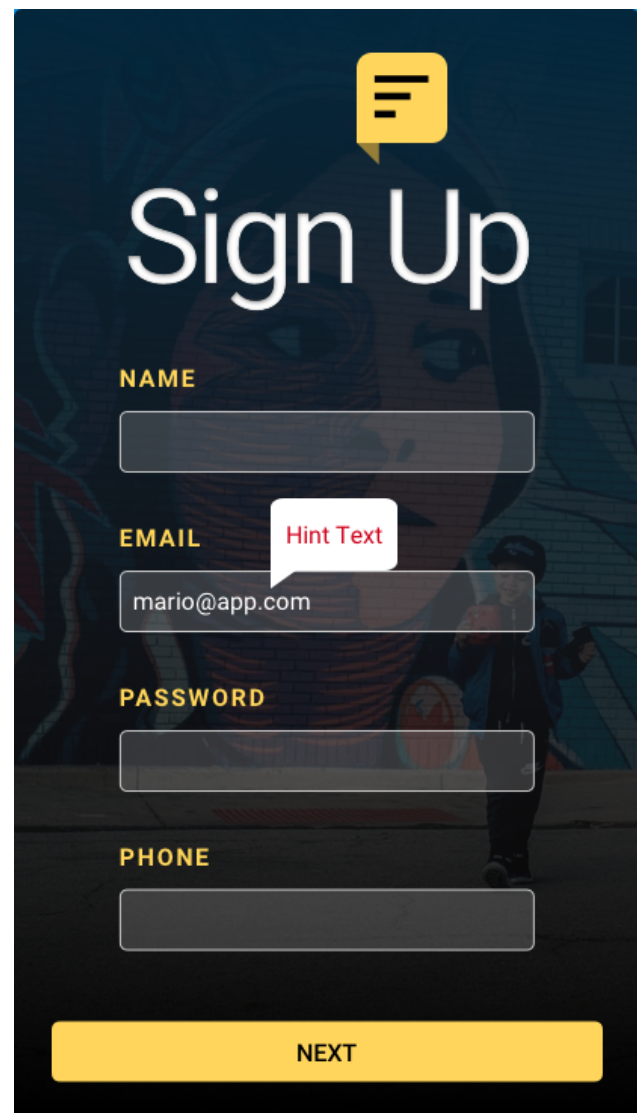 Sign Up
NAME
EMAIL
Hint Text
mario@app.com
PASSWORD
PHONE
NEXT